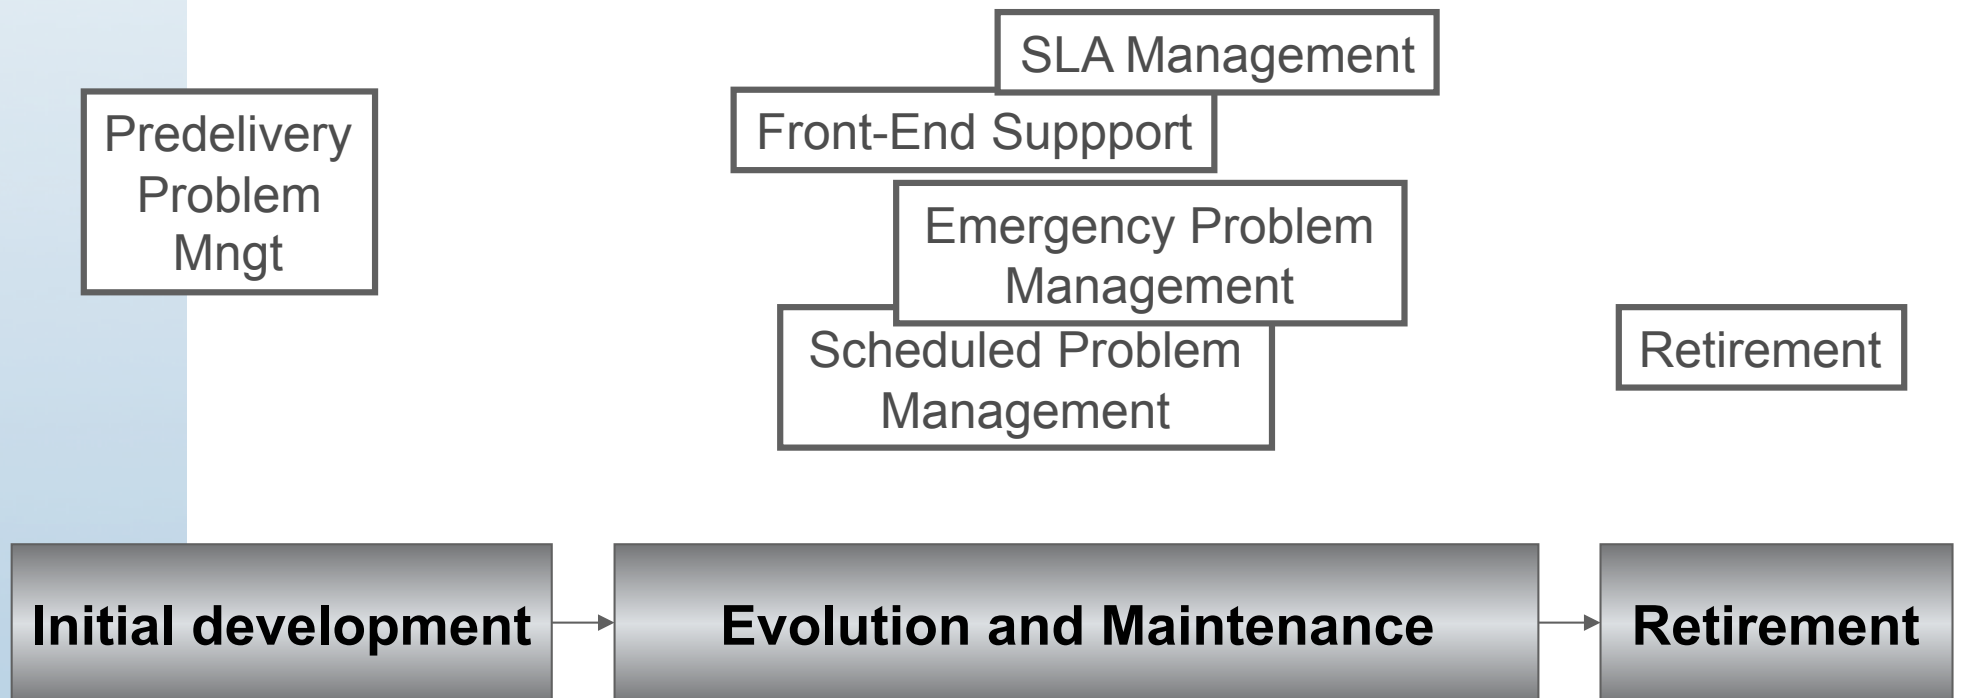 SLA Management
Front-End Suppport
Predelivery
Problem
Mngt
Emergency Problem
Management
Scheduled Problem
Management
Retirement
Initial development
Evolution and Maintenance
Retirement